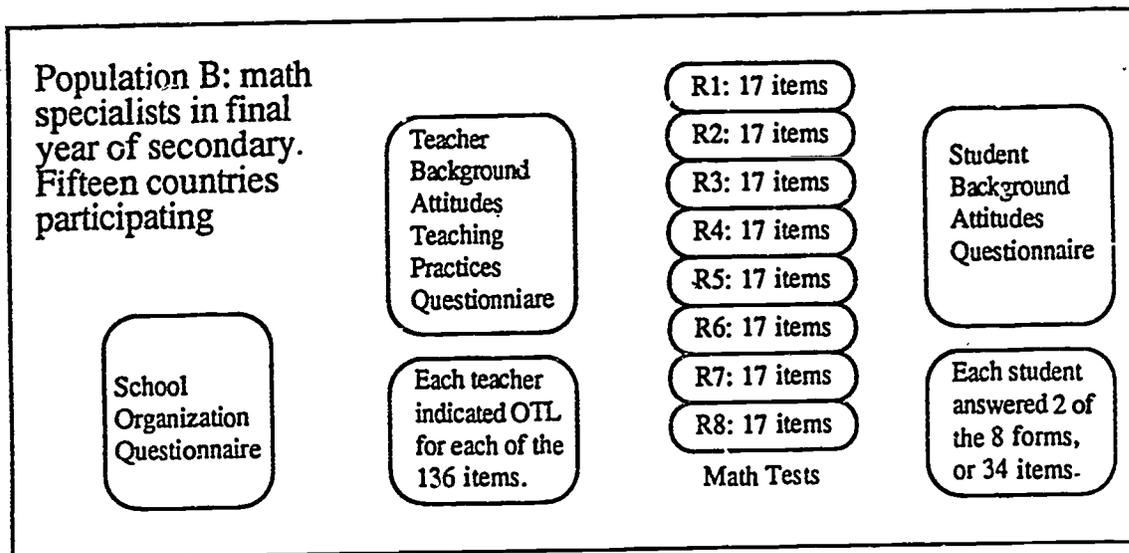 Population B: math
specialists in final
year of secondary.
Fifteen countries
participating
School
Organization
Questionnaire
Teacher
Background
Attitudes
Teaching
Practices
Questionniare
Each teacher
indicated OTL
for each of the
136 items.
R1: 17 items
R2: 17 items
R3: 17 items
R4: 17 items
R5: 17 items
R6: 17 items
R7: 17 items
R8: 17 items
Math Tests
Student
Background
Attitudes
Questionnaire
Each student
answered 2 of
the 8 forms,
or 34 items.